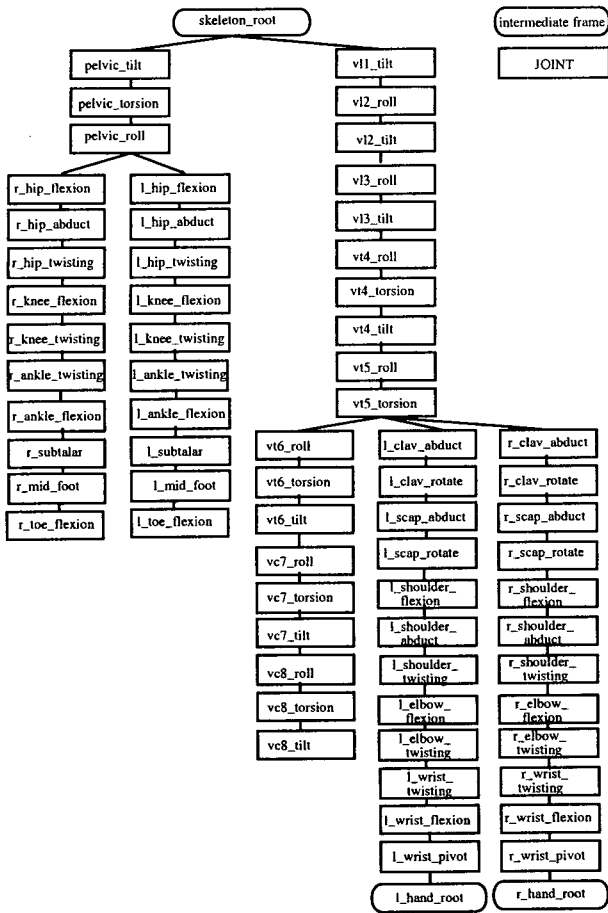 skeleton_root
intermediate frame
JOINT
pelvic_tilt
pelvic_torsion
pelvic_roll
r_hip_flexion
r_hip_abduct
r_hip_twisting
r_knee_flexion
r_knee_twisting
r_ankle_twisting
r_ankle_flexion
r_subtalar
r_mid_foot
r_toe_flexion
l_hip_flexion
l_hip_abduct
l_hip_twisting
l_knee_flexion
l_knee_twisting
l_ankle_twisting
l_ankle_flexion
l_subtalar
l_mid_foot
l_toe_flexion
vl1_tilt
vl2_roll
vl2_tilt
vl3_roll
vl3_tilt
vt4_roll
vt4_torsion
vt4_tilt
vt5_roll
vt5_torsion
vt6_roll
vt6_torsion
vt6_tilt
vc7_roll
vc7_torsion
vc7_tilt
vc8_roll
vc8_torsion
vc8_tilt
l_clav_abduct
l_clav_rotate
l_scap_abduct
l_scap_rotate
l_shoulder_
flexion
l_shoulder_
abduct
l_shoulder_
twisting
l_elbow_
flexion
l_elbow_
twisting
l_wrist_
twisting
l_wrist_flexion
l_wrist_pivot
l_hand_root
r_clav_abduct
r_clav_rotate
r_scap_abduct
r_scap_rotate
r_shoulder_
flexion
r_shoulder_
abduct
r_shoulder_
twisting
r_elbow_
flexion
r_elbow_
twisting
r_wrist_
twisting
r_wrist_flexion
r_wrist_pivot
r_hand_root